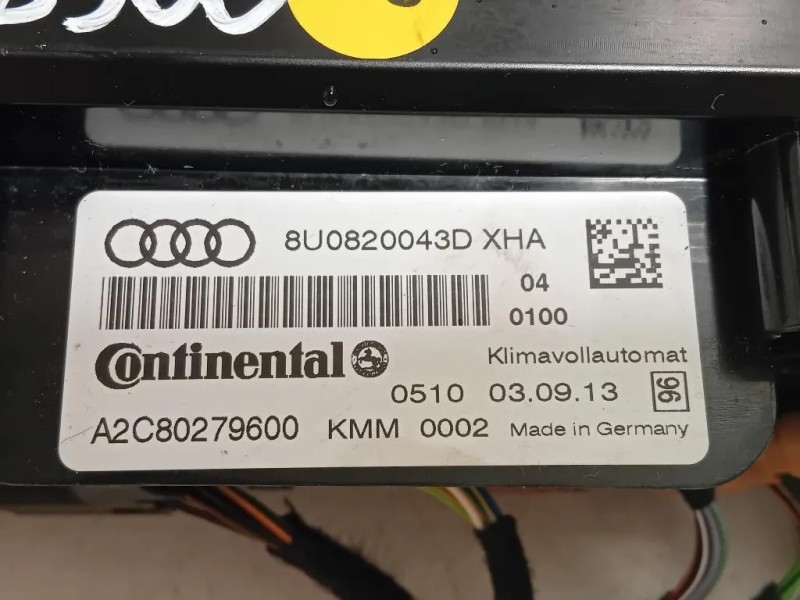 8U0820043D XHA
04
0100
Continental
Klimavollautomat
0510 03.09.13 96
A2C80279600 KMM 0002 Made in Germany